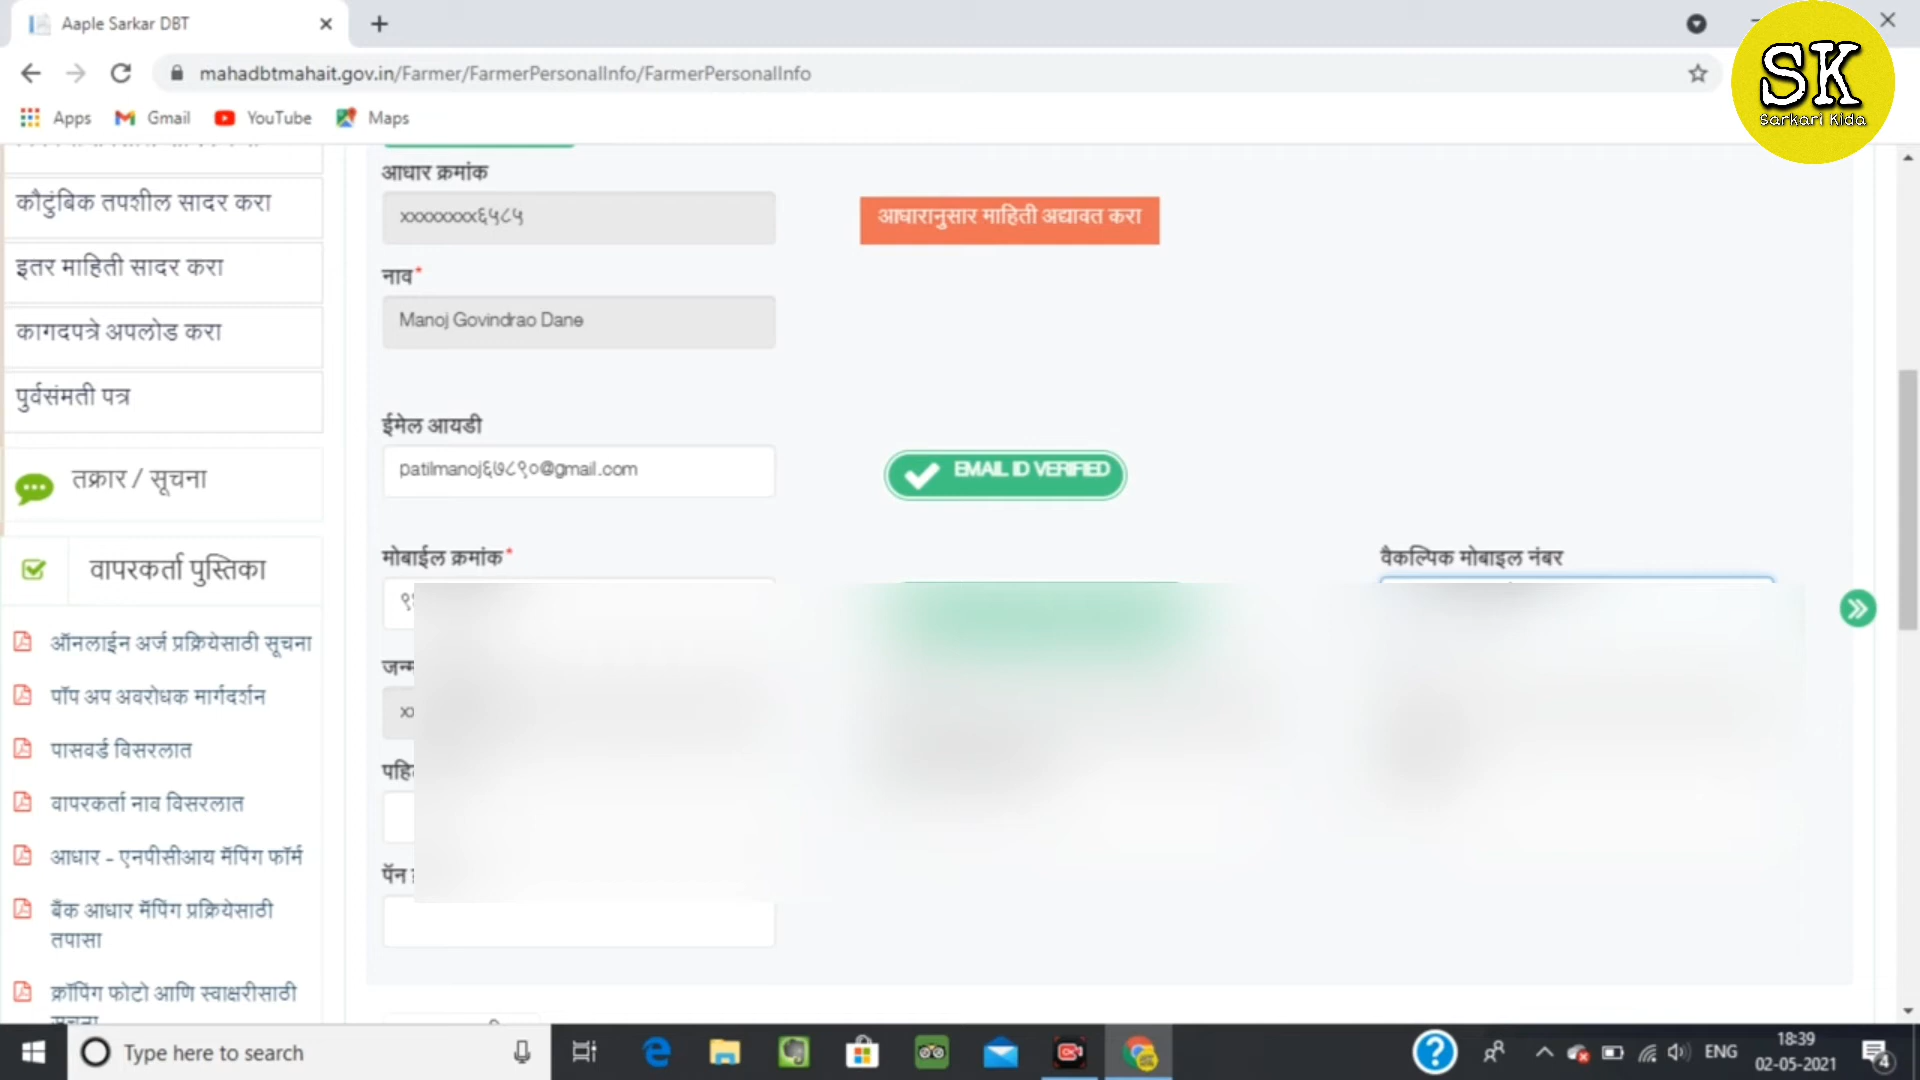 Aaple Sarkar DBT
SK
Sarkari Kida
mahadbtmahait.gov.in/Farmer/FarmerPersonalInfo/FarmerPersonalInfo
Apps Gmail YouTube Maps
कौटुंबिक तपशील सादर करा
इतर माहिती सादर करा
कागदपत्रे अपलोड करा
पुर्वसंमती पत्र
तक्रार / सूचना
वापरकर्ता पुस्तिका
ऑनलाईन अर्ज प्रक्रियेसाठी सूचना
पॉप अप अवरोधक मार्गदर्शन
पासवर्ड विसरलात
वापरकर्ता नाव विसरलात
आधार - एनपीसीआय मॅपिंग फॉर्म
बँक आधार मॅपिंग प्रक्रियेसाठी
तपासा
क्रॉपिंग फोटो आणि स्वाक्षरीसाठी
आधार क्रमांक
xxxxxxxx६५८५
आधारानुसार माहिती अद्यावत करा
नाव*
Manoj Govindrao Dane
ईमेल आयडी
patilmanoj६७८९०@gmail.com
EMAIL ID VERIFIED
मोबाईल क्रमांक*
वैकल्पिक मोबाइल नंबर
जन्म
पहि
पॅन
Type here to search
ENG
18:39
02-05-2021
4